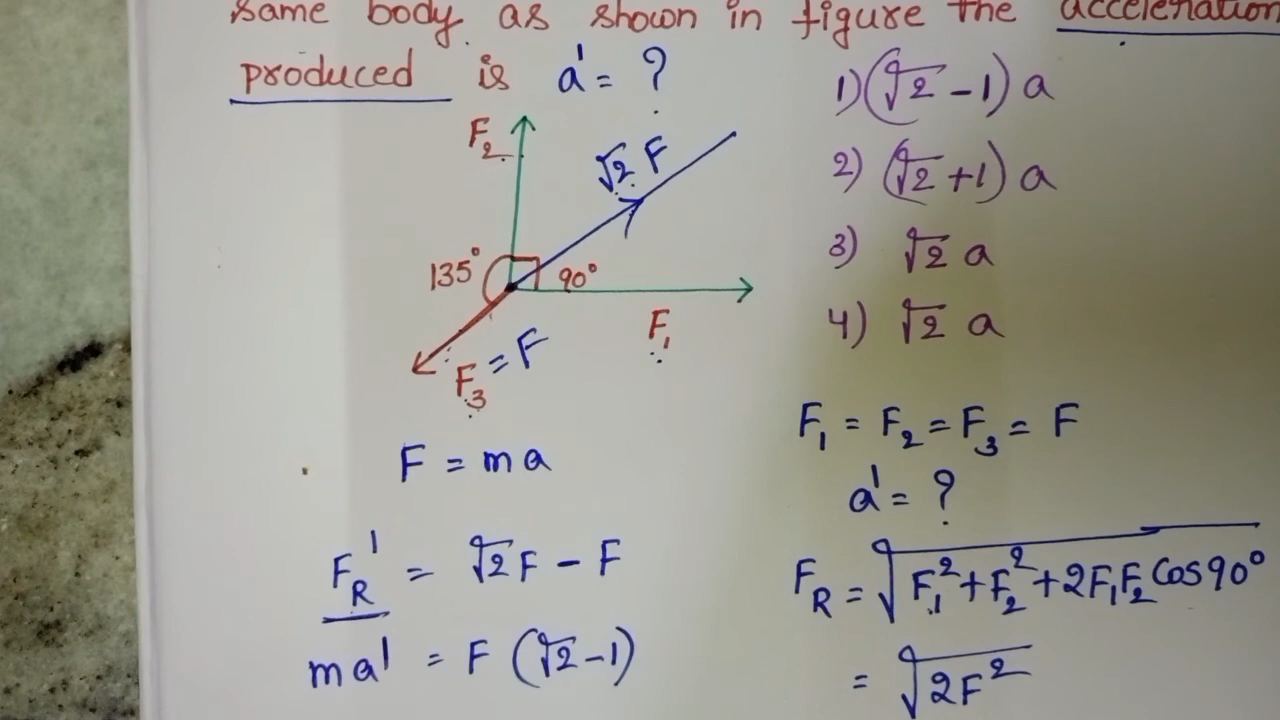 same body as shown in figure the acceleration
produced is a' = ?
1) (√2 - 1) a
2) (√2 + 1) a
3) √2 a
4) √2 a
F₂
√2 F
135°
90°
F₁
F₃ = F
F = ma
F₁ = F₂ = F₃ = F
a' = ?
F_R' = √2 F - F
ma' = F (√2 - 1)
F_R = √(F₁² + F₂² + 2F₁F₂ Cos 90°)
= √(2F²)